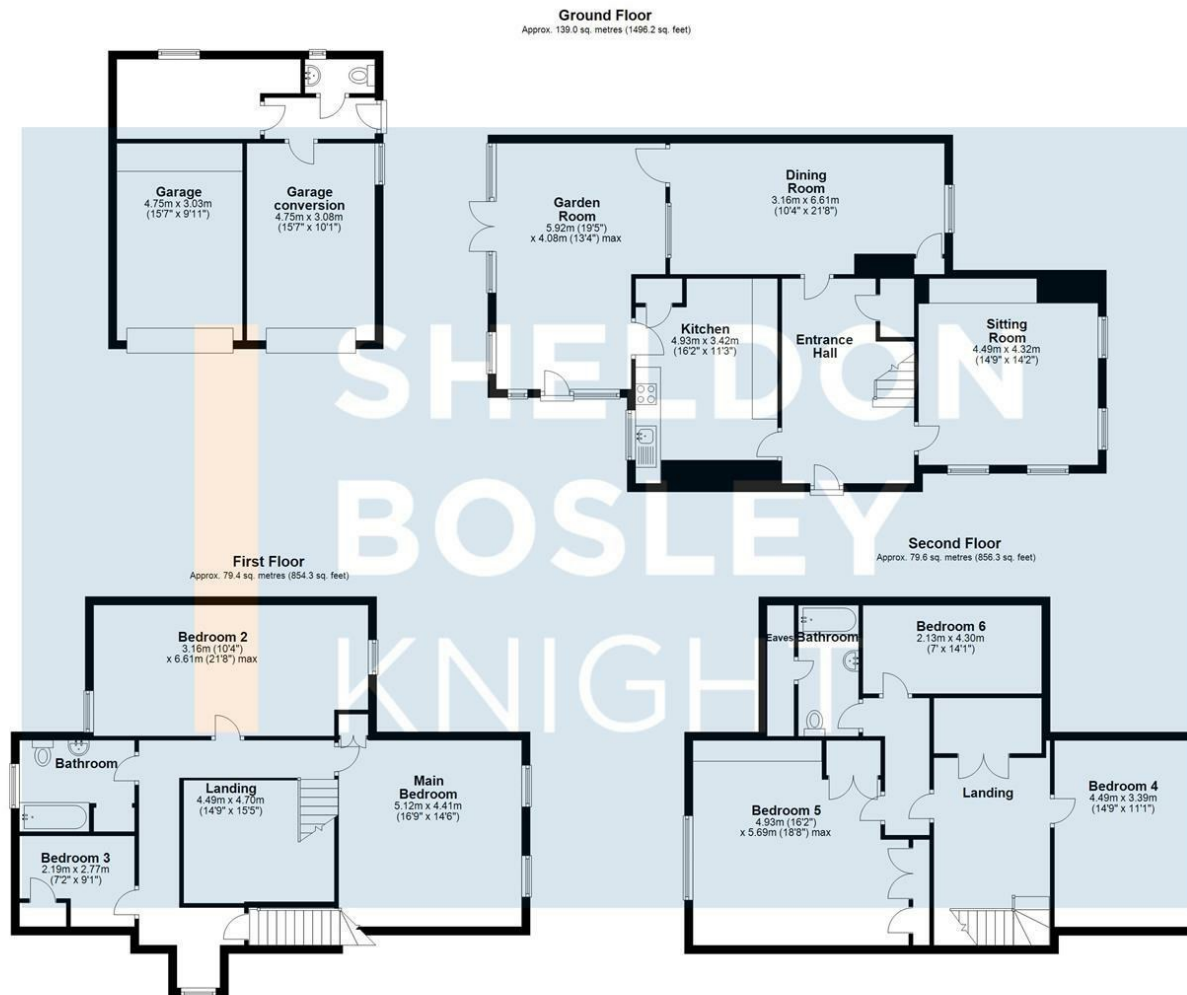 Ground Floor
Approx. 139.0 sq. metres (1496.2 sq. feet)
Garage
4.75m x 3.03m
(15'7" x 9'11")
Garage
conversion
4.75m x 3.08m
(15'7" x 10'1")
Garden
Room
5.92m (19'5")
x 4.08m (13'4") max
Dining
Room
3.16m x 6.61m
(10'4" x 21'8")
Kitchen
4.93m x 3.42m
(16'2" x 11'3")
Entrance
Hall
Sitting
Room
4.49m x 4.32m
(14'9" x 14'2")
SHELDON
BOSLEY
KNIGHT
First Floor
Approx. 79.4 sq. metres (854.3 sq. feet)
Bedroom 2
3.16m (10'4")
x 6.61m (21'8") max
Bathroom
Landing
4.49m x 4.70m
(14'9" x 15'5")
Main
Bedroom
5.12m x 4.41m
(16'9" x 14'6")
Bedroom 3
2.19m x 2.77m
(7'2" x 9'1")
Second Floor
Approx. 79.6 sq. metres (856.3 sq. feet)
Eaves
Bathroom
Bedroom 6
2.13m x 4.30m
(7' x 14'1")
Bedroom 5
4.93m (16'2")
x 5.69m (18'8") max
Landing
Bedroom 4
4.49m x 3.39m
(14'9" x 11'1")